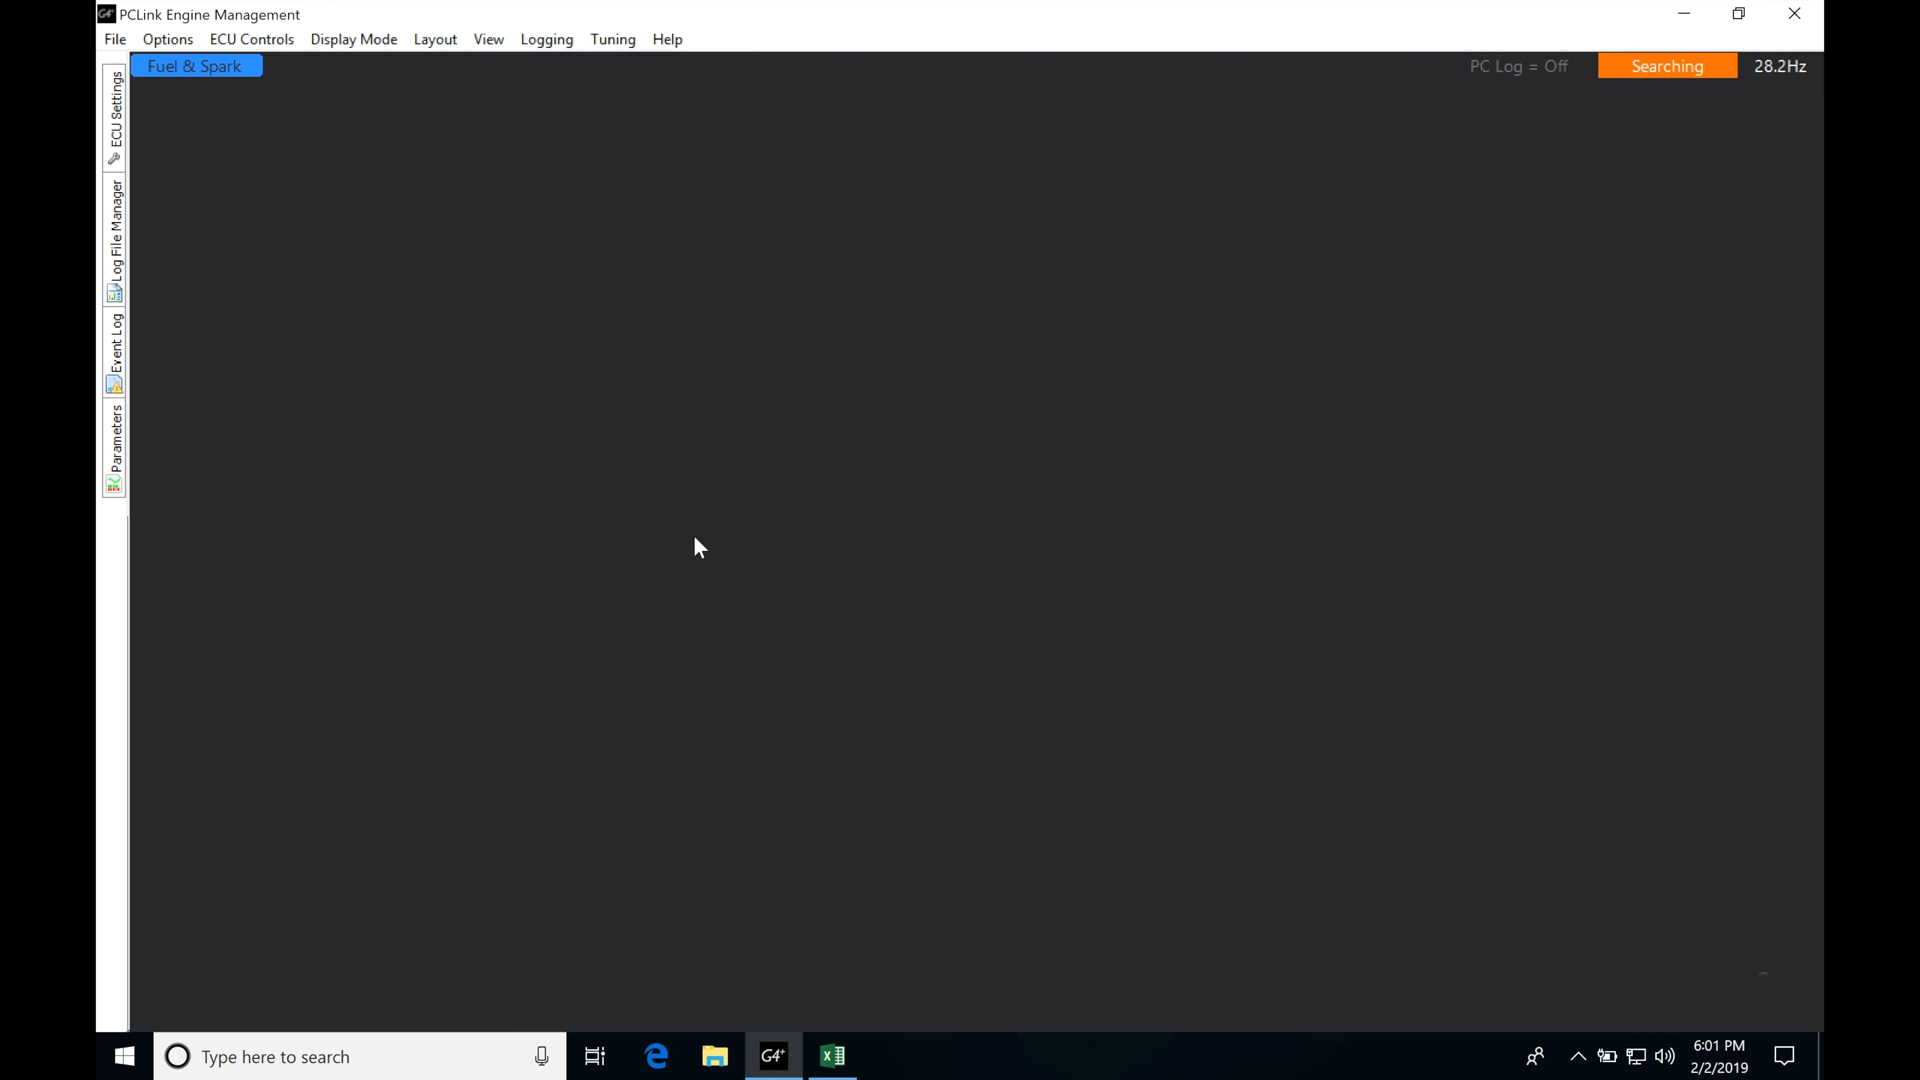 G4+ PCLink Engine Management
File Options ECU Controls Display Mode Layout View Logging Tuning Help
Fuel & Spark PC Log = Off Searching 28.2Hz
ECU Settings
Log File Manager
Event Log
Parameters
Type here to search G4+ 6:01 PM
2/2/2019